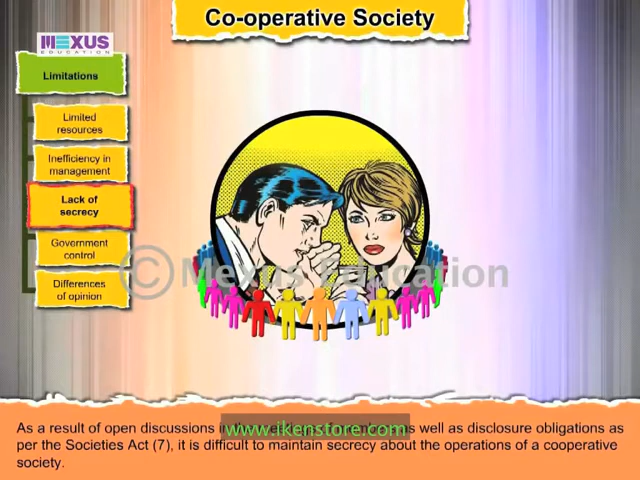 Co-operative Society
MEXUS
EDUCATION
Limitations
Limited
resources
Inefficiency in
management
Lack of
secrecy
Government
control
Differences
of opinion
© Mexus Education
As a result of open discussions in as well as disclosure obligations as
www.ikenstore.com
per the Societies Act (7), it is difficult to maintain secrecy about the operations of a cooperative
society.